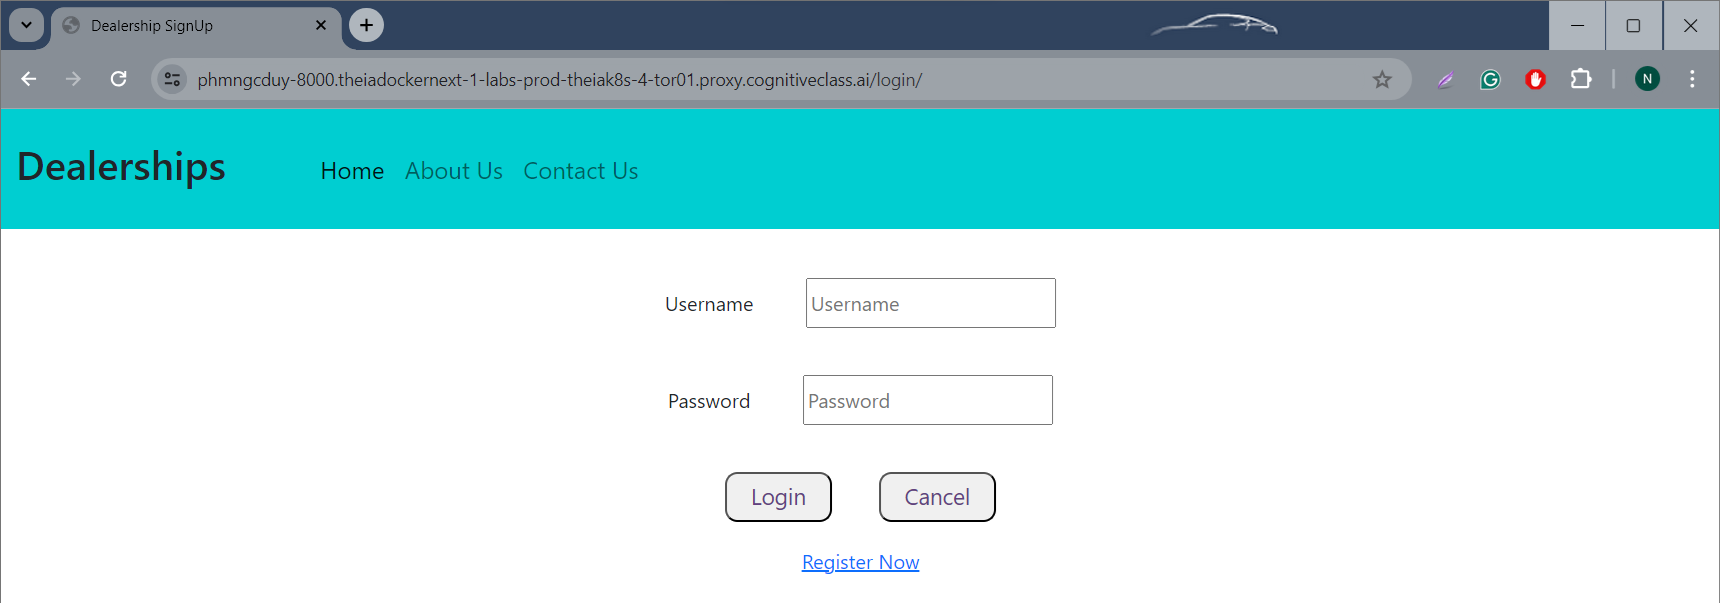 Dealership SignUp
phmngcduy-8000.theiadockernext-1-labs-prod-theiak8s-4-tor01.proxy.cognitiveclass.ai/login/
N
Dealerships Home About Us Contact Us
Username Username
Password Password
Login Cancel
Register Now